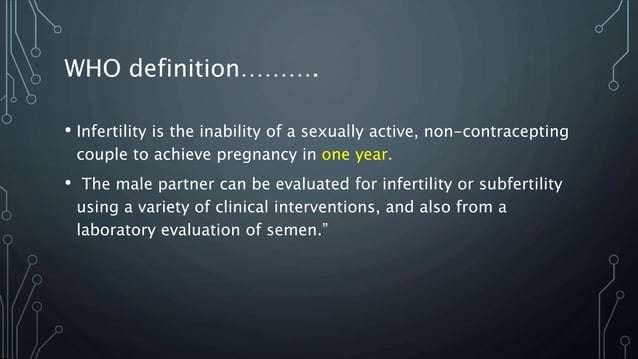 WHO definition……….
• Infertility is the inability of a sexually active, non-contracepting
couple to achieve pregnancy in one year.
• The male partner can be evaluated for infertility or subfertility
using a variety of clinical interventions, and also from a
laboratory evaluation of semen.”